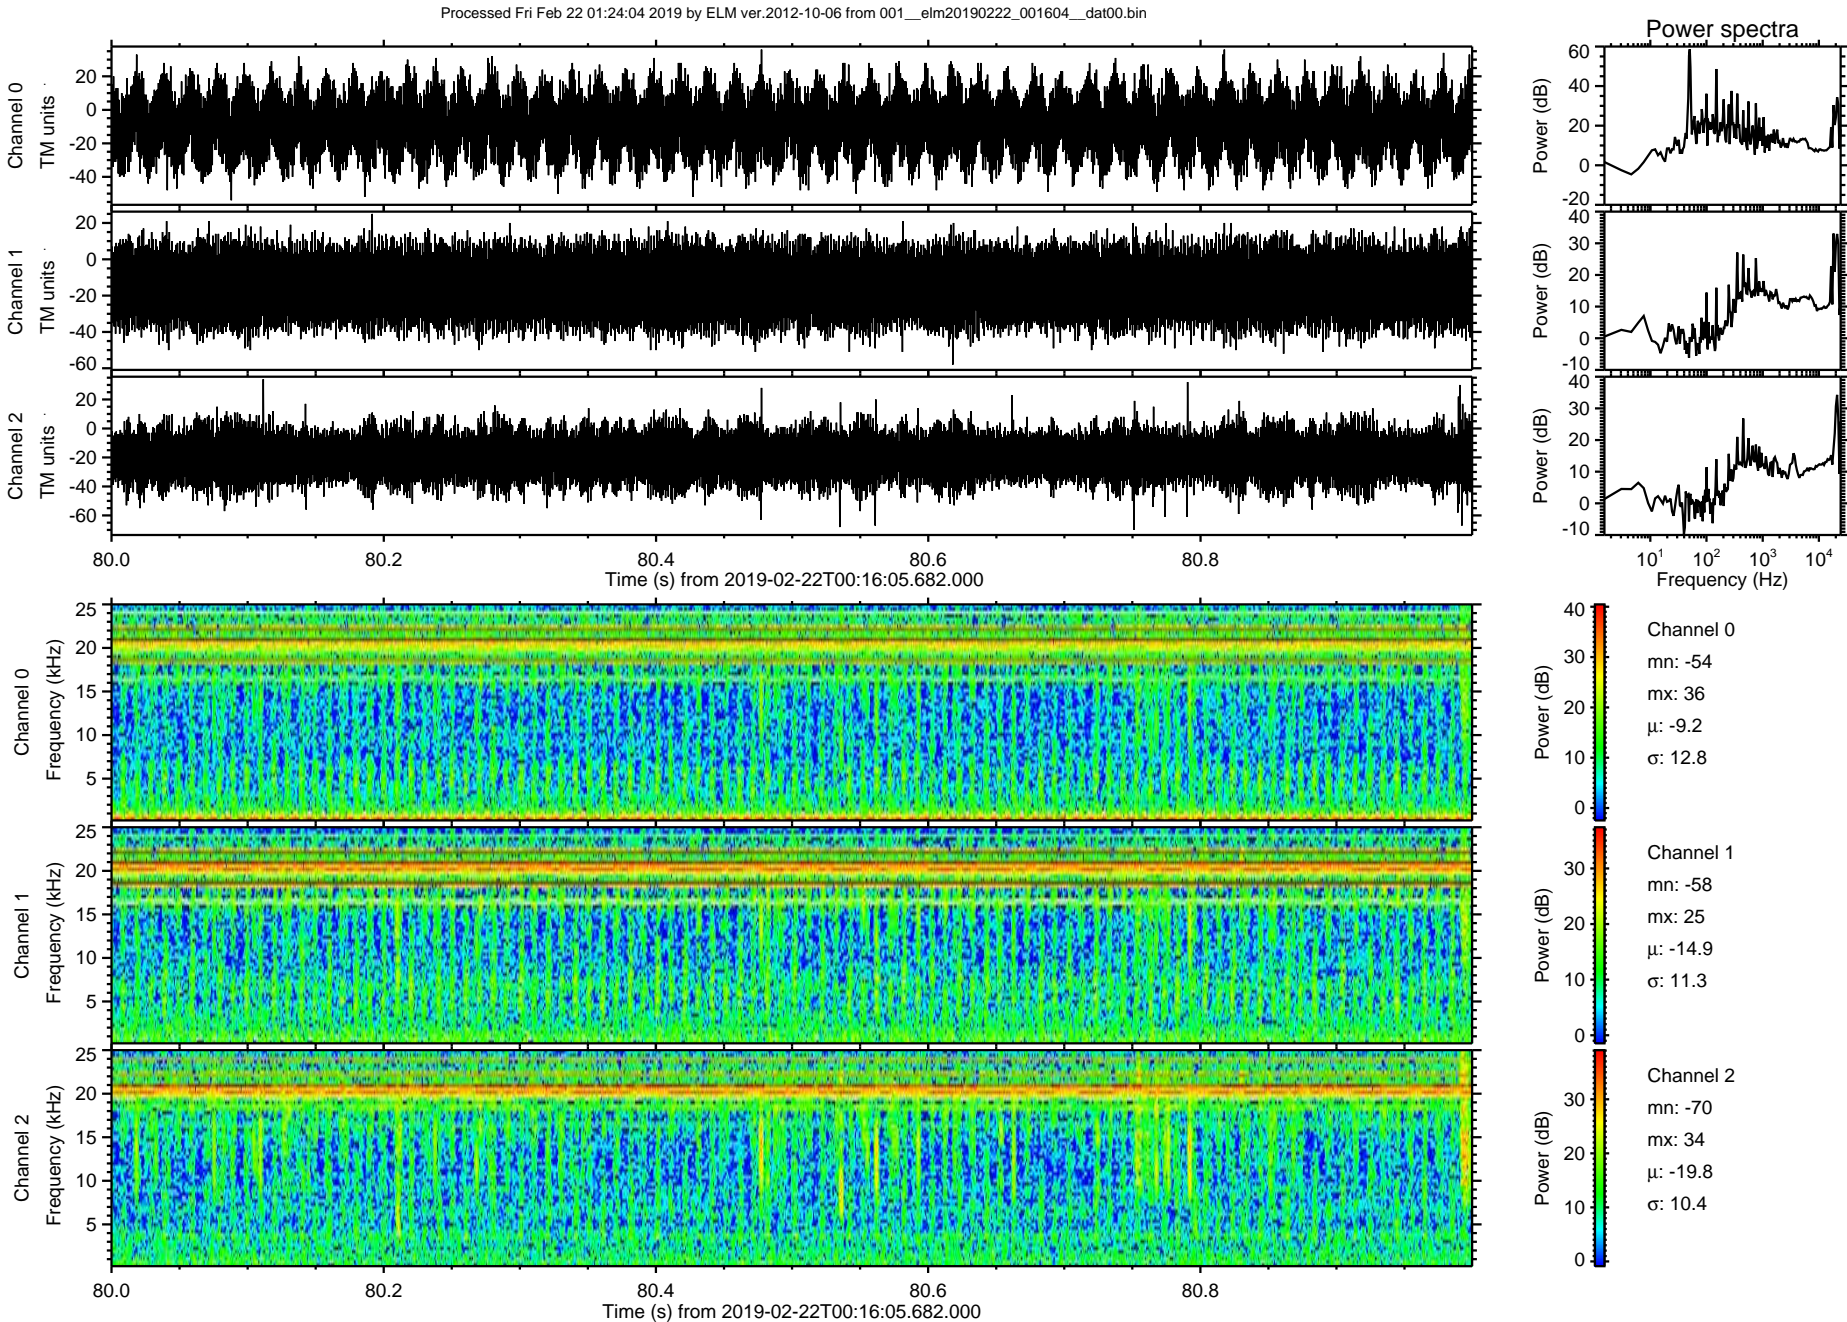 Processed Fri Feb 22 01:24:04 2019 by ELM ver.2012-10-06 from 001__elm20190222_001604__dat00.bin
Power spectra
Channel 0
TM units
20
0
-20
-40
Power (dB)
60
40
20
0
-20
Channel 1
TM units
20
0
-20
-40
-60
Power (dB)
40
30
20
10
0
-10
Channel 2
TM units
20
0
-20
-40
-60
Power (dB)
40
30
20
10
0
-10
80.0 80.2 80.4 80.6 80.8
Time (s) from 2019-02-22T00:16:05.682.000
10^1 10^2 10^3 10^4
Frequency (Hz)
Channel 0
Frequency (kHz)
25
20
15
10
5
Power (dB)
40
30
20
10
0
Channel 0
mn: -54
mx: 36
μ: -9.2
σ: 12.8
Channel 1
Frequency (kHz)
25
20
15
10
5
Power (dB)
30
20
10
0
Channel 1
mn: -58
mx: 25
μ: -14.9
σ: 11.3
Channel 2
Frequency (kHz)
25
20
15
10
5
Power (dB)
30
20
10
0
Channel 2
mn: -70
mx: 34
μ: -19.8
σ: 10.4
80.0 80.2 80.4 80.6 80.8
Time (s) from 2019-02-22T00:16:05.682.000